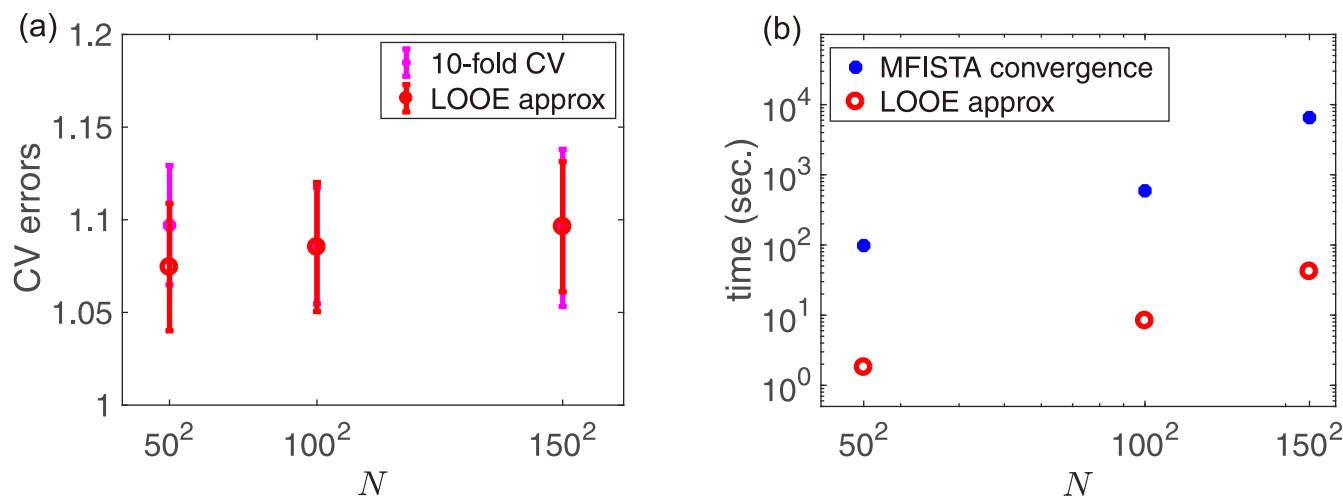 (a)
1.2
1.15
1.1
1.05
1
CV errors
10-fold CV
LOOE approx
50²
100²
150²
N
(b)
10⁴
10³
10²
10¹
10⁰
time (sec.)
MFISTA convergence
LOOE approx
50²
100²
150²
N